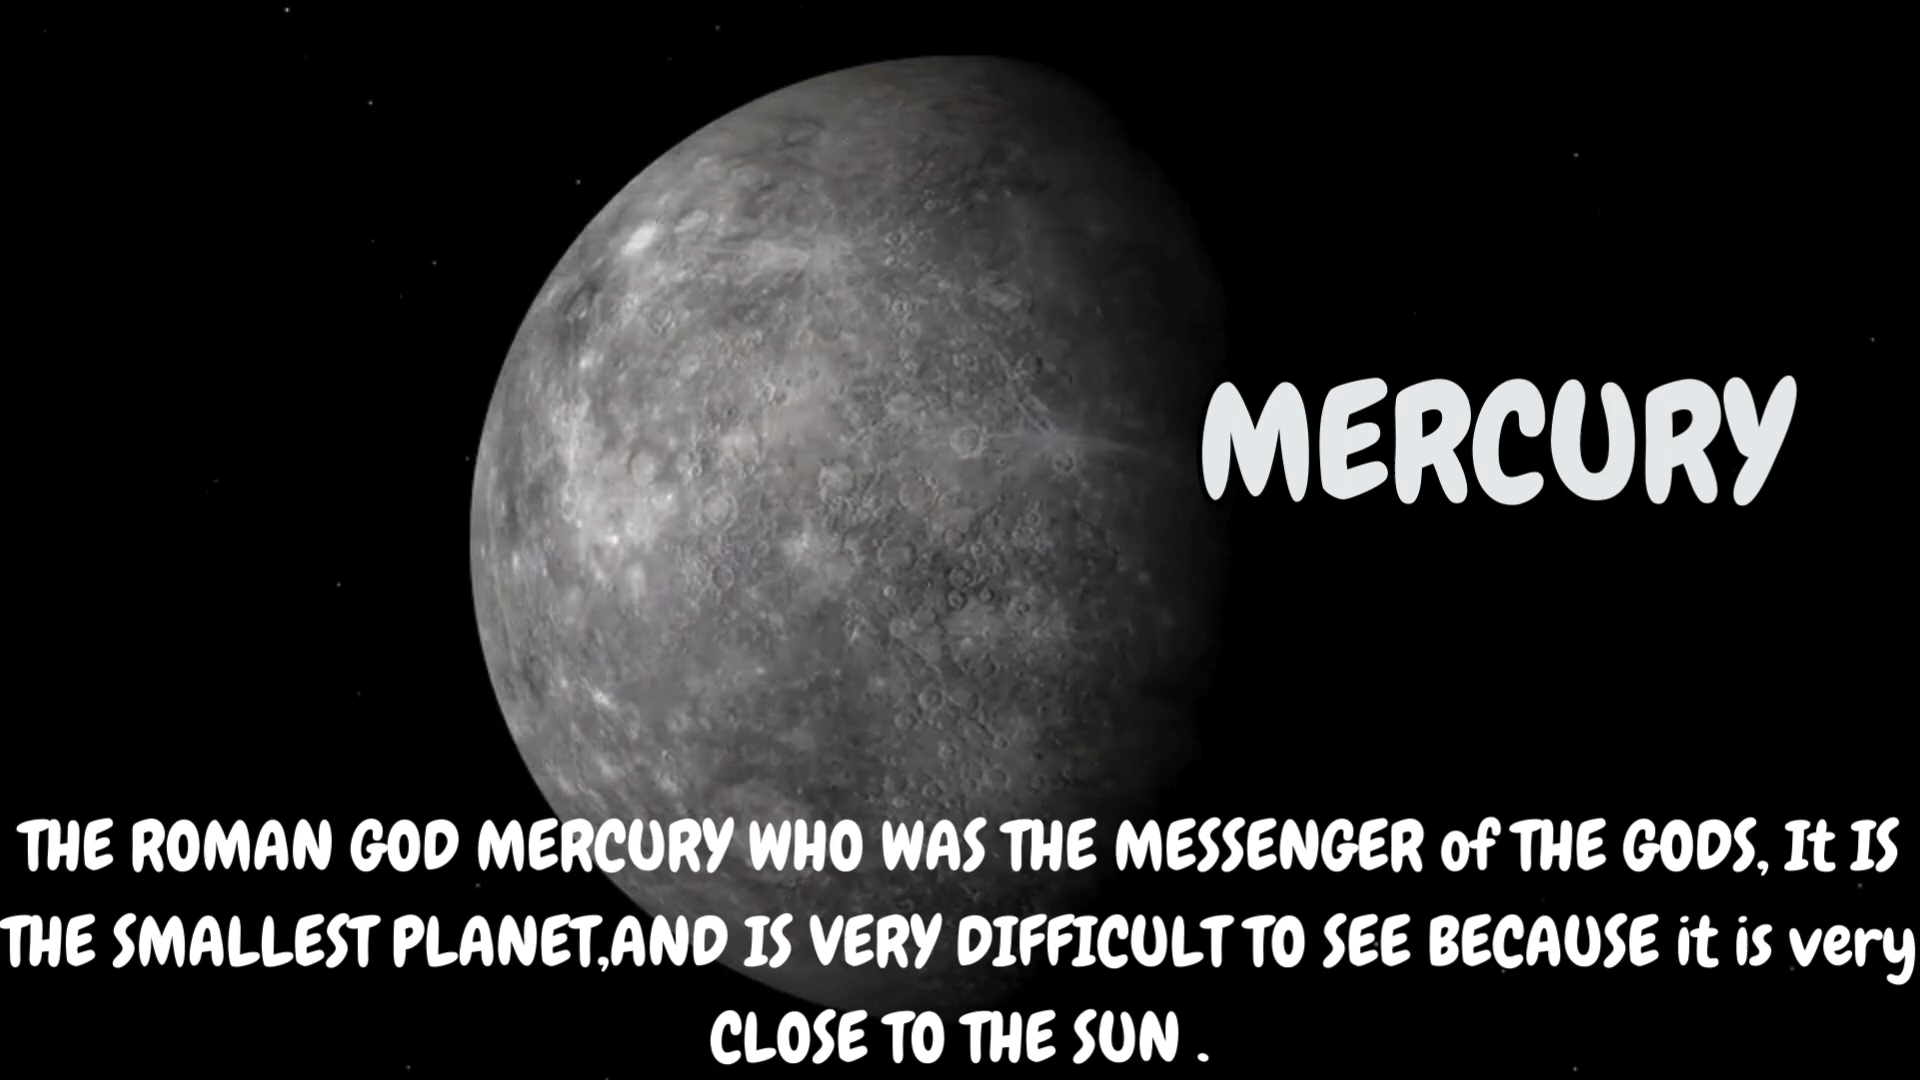 MERCURY
THE ROMAN GOD MERCURY WHO WAS THE MESSENGER of THE GODS, It IS
THE SMALLEST PLANET,AND IS VERY DIFFICULT TO SEE BECAUSE it is very
CLOSE TO THE SUN .